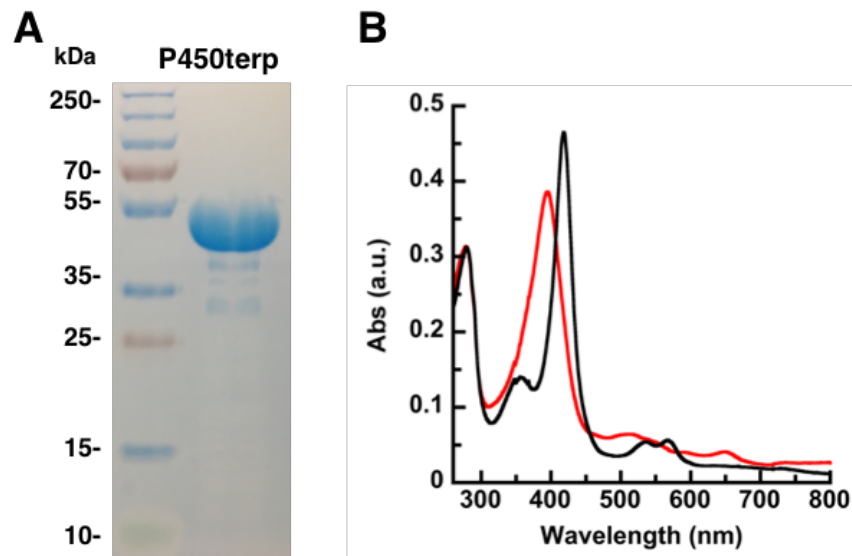 A
kDa
P450terp
250-
70-
55-
35-
25-
15-
10-
B
0.5
0.4
0.3
0.2
0.1
0
Abs (a.u.)
300 400 500 600 700 800
Wavelength (nm)